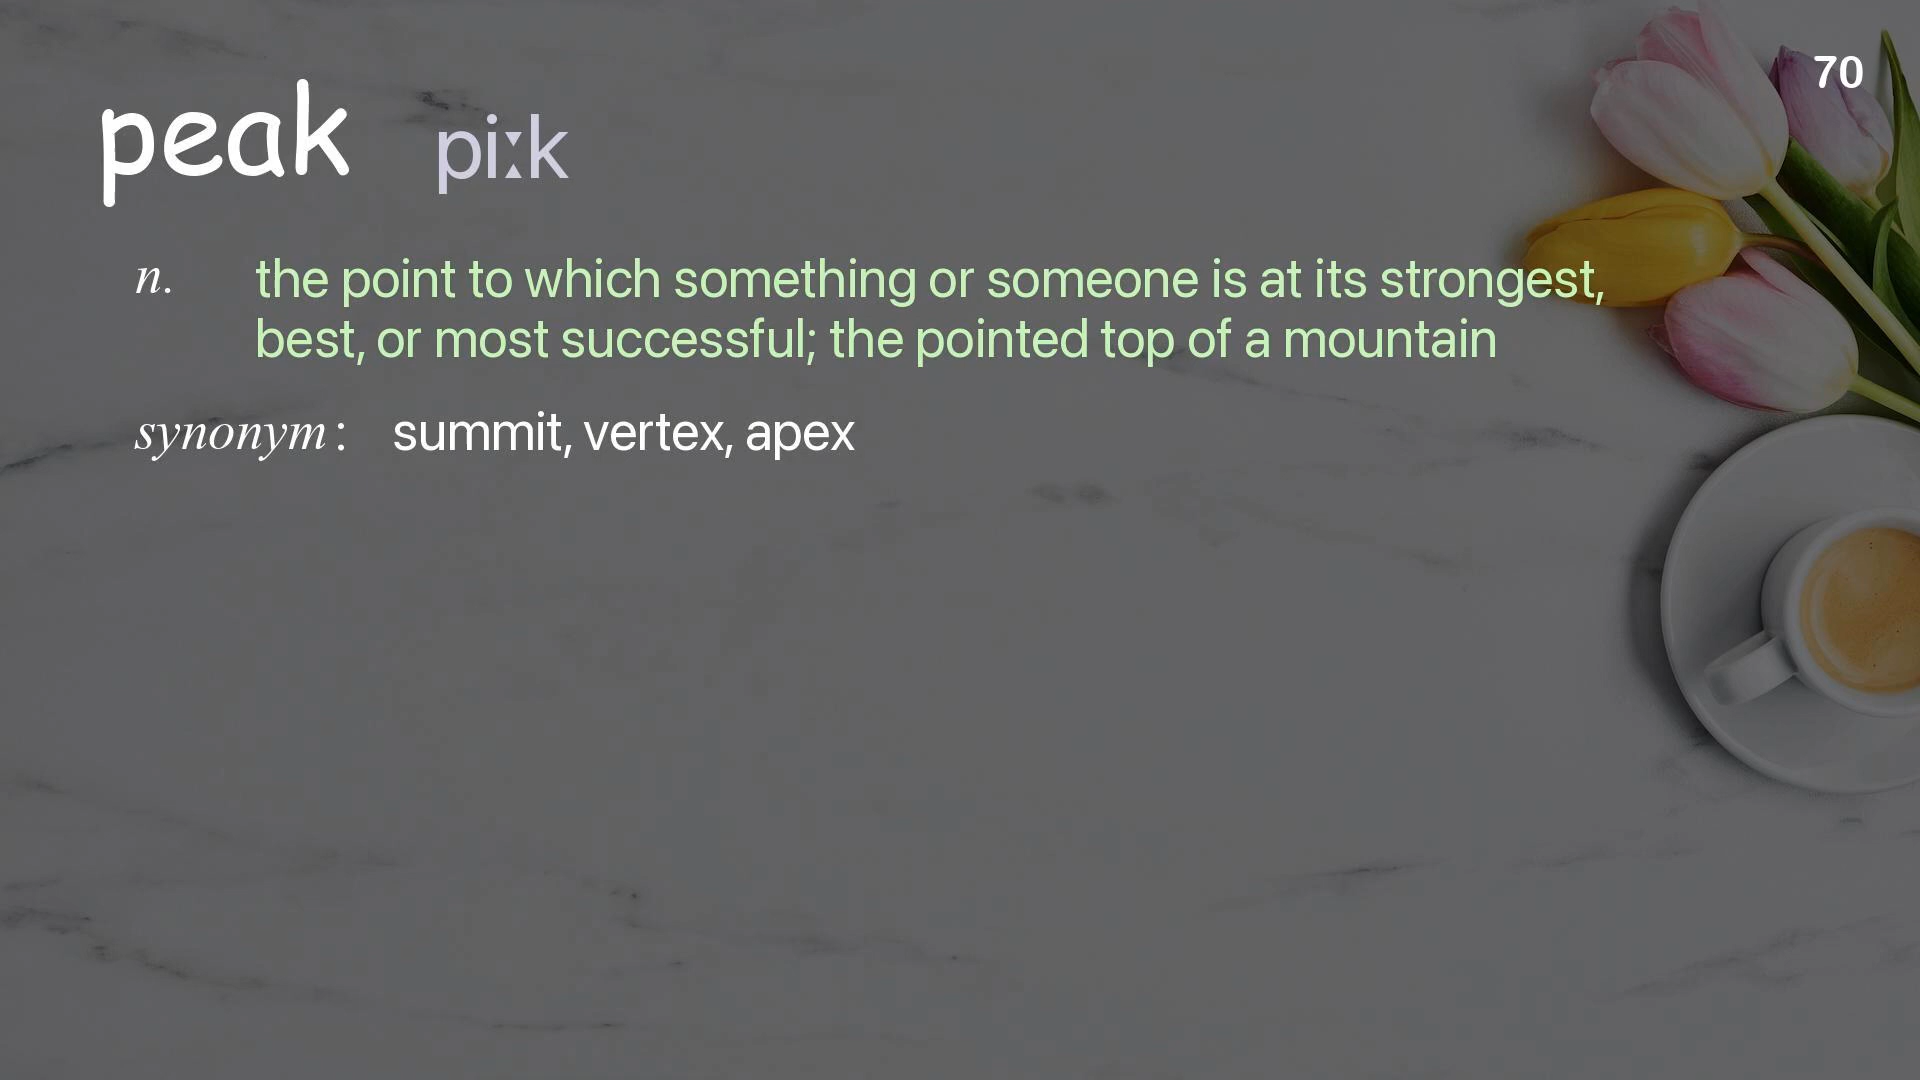 70
peak piːk
n. the point to which something or someone is at its strongest,
best, or most successful; the pointed top of a mountain
synonym: summit, vertex, apex